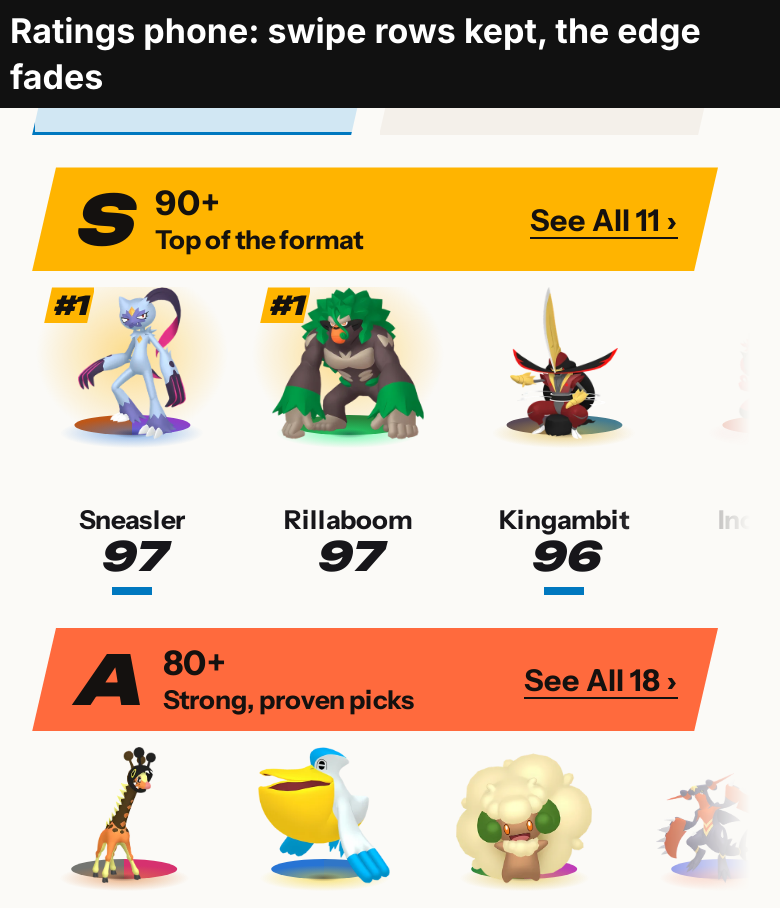 Ratings phone: swipe rows kept, the edge
fades
S
90+
Top of the format
See All 11 ›
#1
#1
Sneasler
Rillaboom
Kingambit
97
97
96
A
80+
Strong, proven picks
See All 18 ›